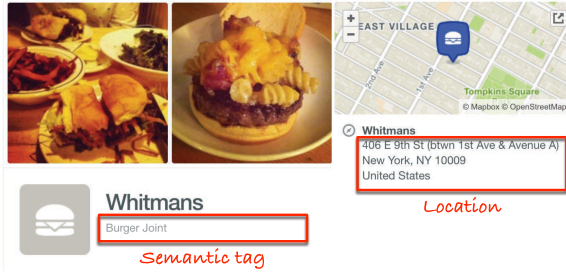 +
−
EAST VILLAGE
2nd Ave
1st Ave
Tompkins Square
© Mapbox © OpenStreetMap
Whitmans
406 E 9th St (btwn 1st Ave & Avenue A)
New York, NY 10009
United States
Location
Whitmans
Burger Joint
Semantic tag